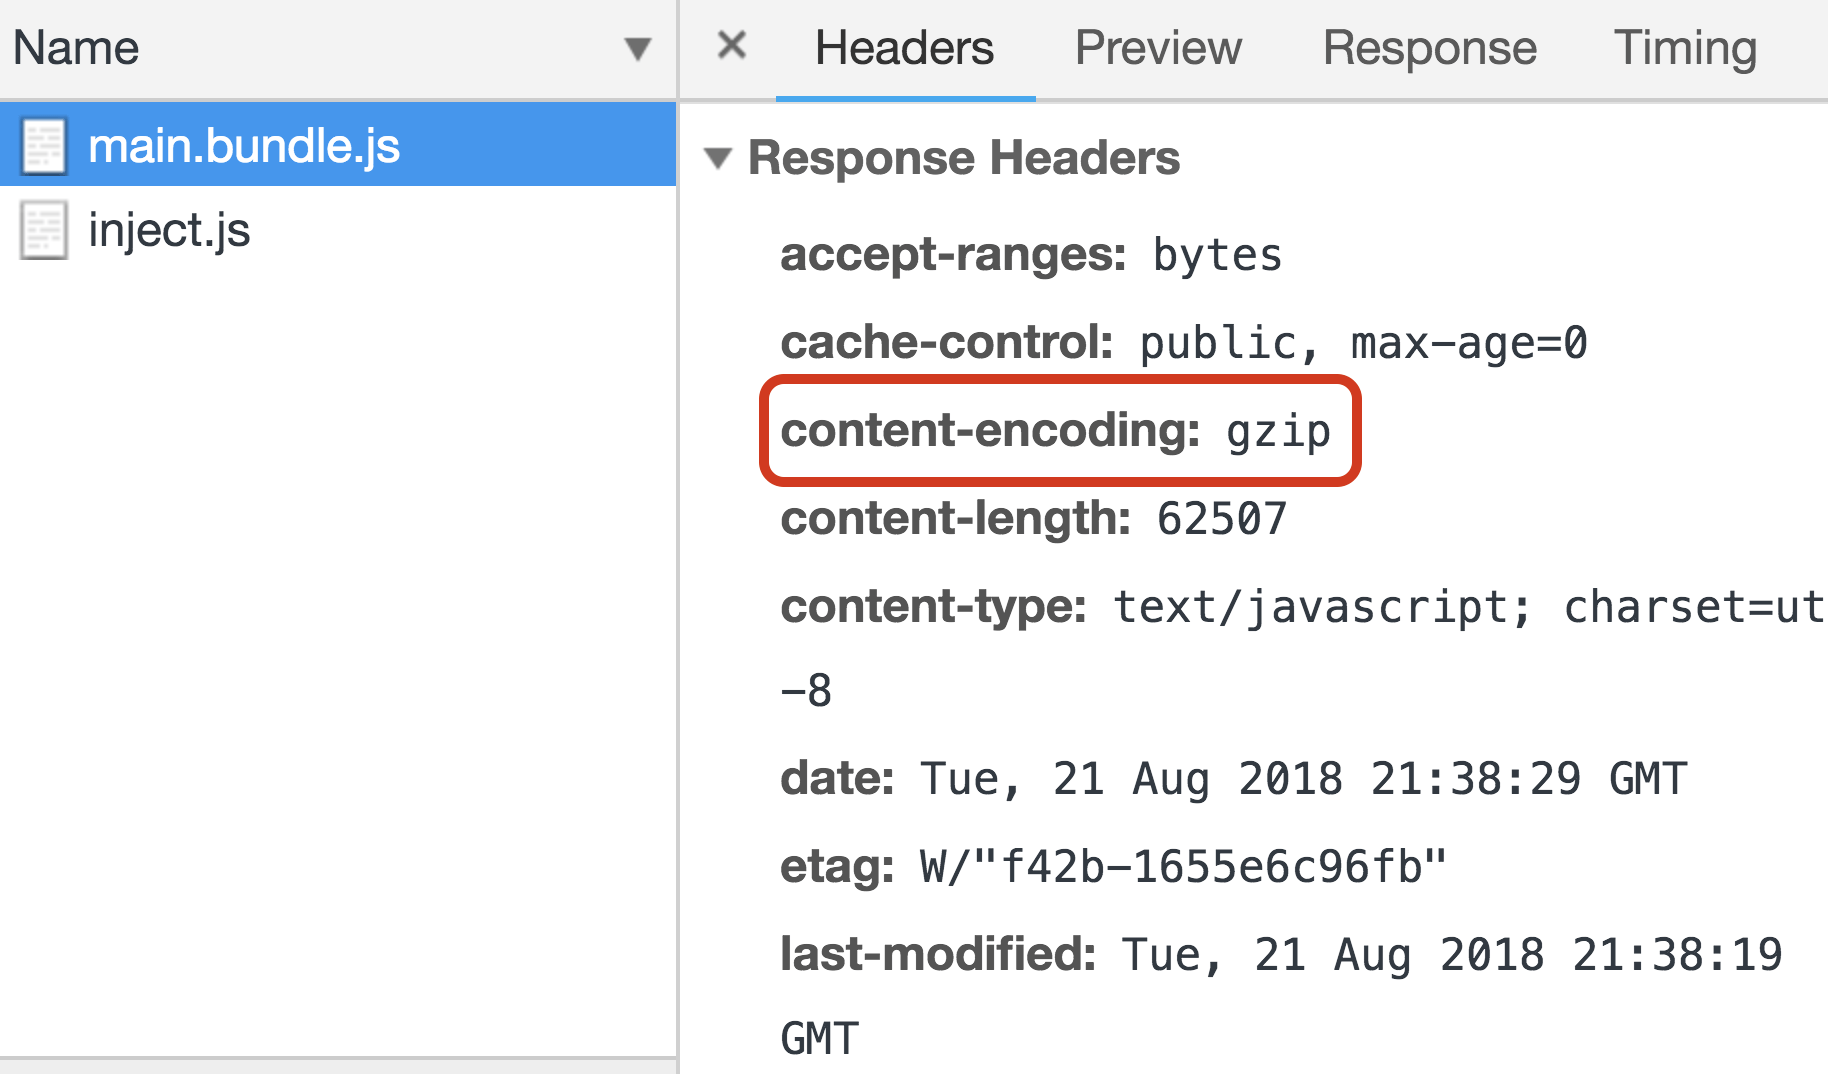 Name
main.bundle.js
inject.js
× Headers Preview Response Timing
Response Headers
accept-ranges: bytes
cache-control: public, max-age=0
content-encoding: gzip
content-length: 62507
content-type: text/javascript; charset=ut
-8
date: Tue, 21 Aug 2018 21:38:29 GMT
etag: W/"f42b-1655e6c96fb"
last-modified: Tue, 21 Aug 2018 21:38:19
GMT